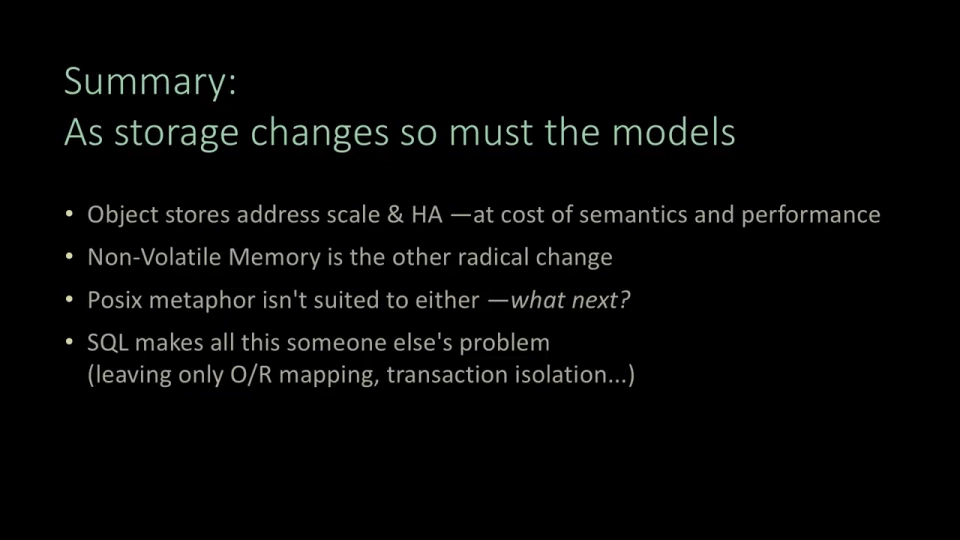 Summary:
As storage changes so must the models
• Object stores address scale & HA —at cost of semantics and performance
• Non-Volatile Memory is the other radical change
• Posix metaphor isn't suited to either —what next?
• SQL makes all this someone else's problem
(leaving only O/R mapping, transaction isolation...)